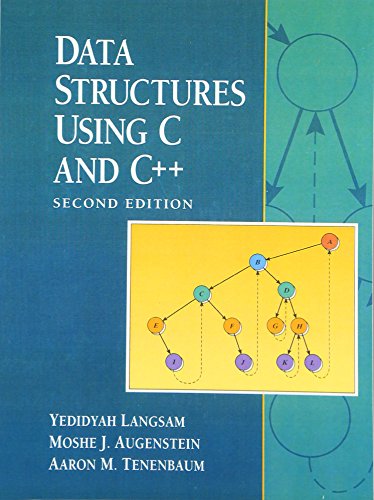 DATA
STRUCTURES
USING C
AND C++
SECOND EDITION
A
B
C D
E F G H
I J K L
YEDIDYAH LANGSAM
MOSHE J. AUGENSTEIN
AARON M. TENENBAUM